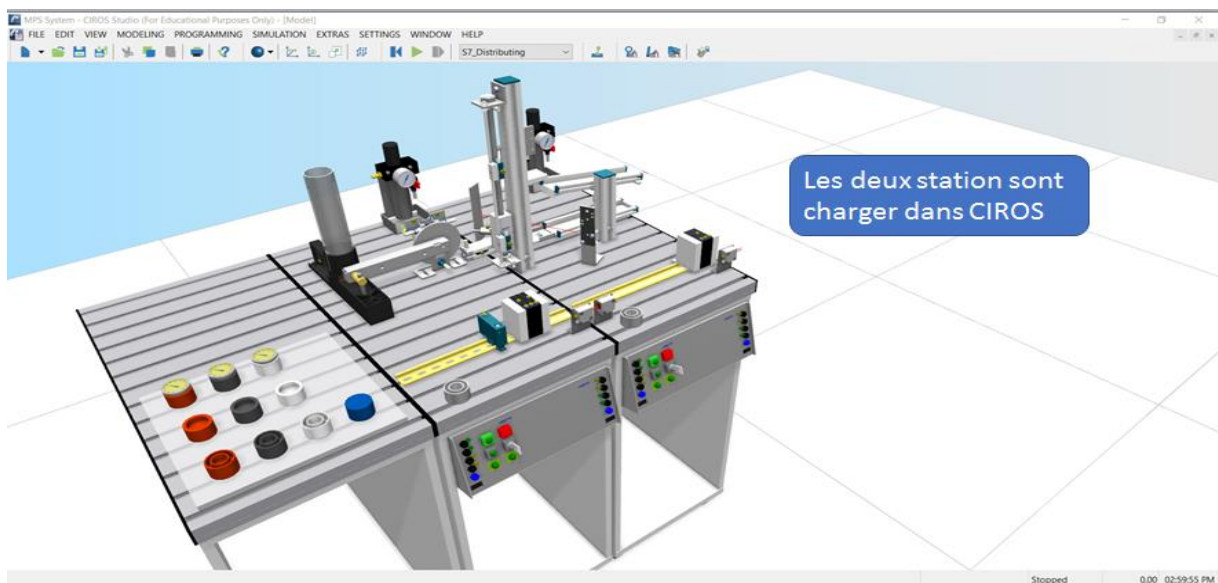 MPS System - CIROS Studio (For Educational Purposes Only) - [Model]
FILE EDIT VIEW MODELING PROGRAMMING SIMULATION EXTRAS SETTINGS WINDOW HELP
S7_Distributing
Les deux station sont
charger dans CIROS
Stopped 0.00 02:59:55 PM